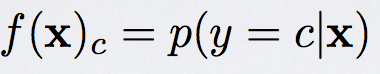 f(𝐱)_c = p(y = c|𝐱)